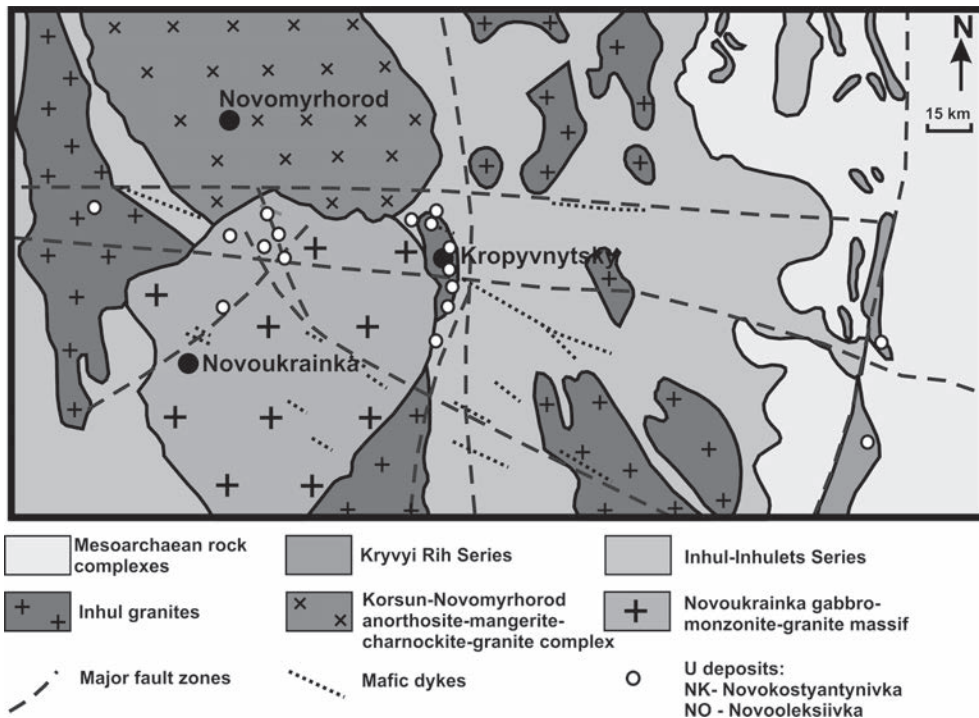 N
15 km
Novomyrhorod
Kropyvnytsky
Novoukrainka
Mesoarchaean rock
complexes
Kryvyi Rih Series
Inhul-Inhulets Series
Inhul granites
Korsun-Novomyrhorod
anorthosite-mangerite-
charnockite-granite complex
Novoukrainka gabbro-
monzonite-granite massif
Major fault zones
Mafic dykes
U deposits:
NK- Novokostyantynivka
NO - Novooleksiivka